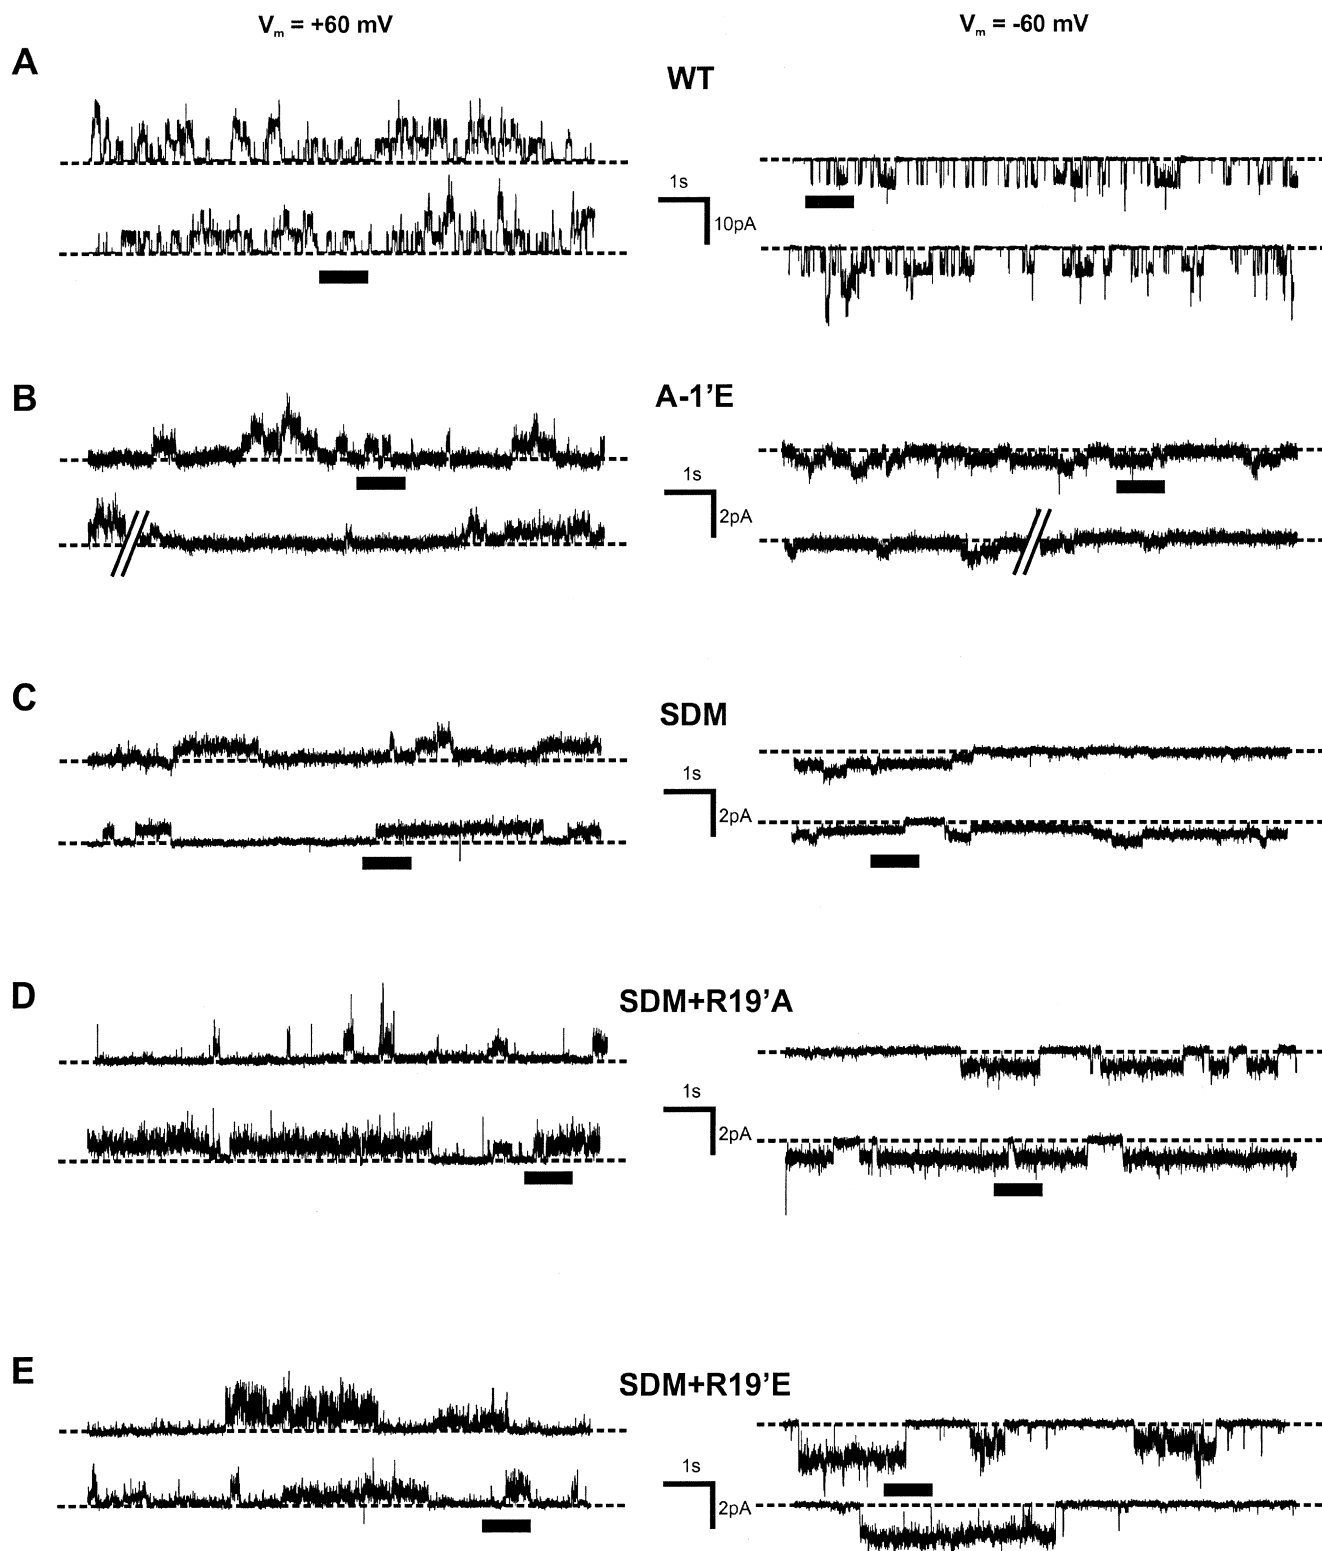 Vm = +60 mV
Vm = -60 mV
A
WT
1s
10pA
B
A-1'E
1s
2pA
C
SDM
1s
2pA
D
SDM+R19'A
1s
2pA
E
SDM+R19'E
1s
2pA